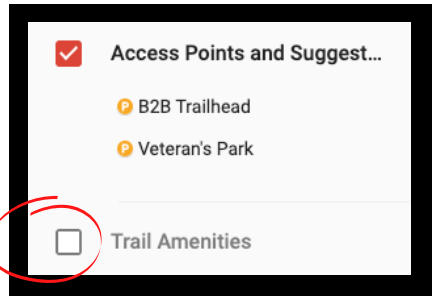 Access Points and Suggest...
P B2B Trailhead
P Veteran's Park
Trail Amenities